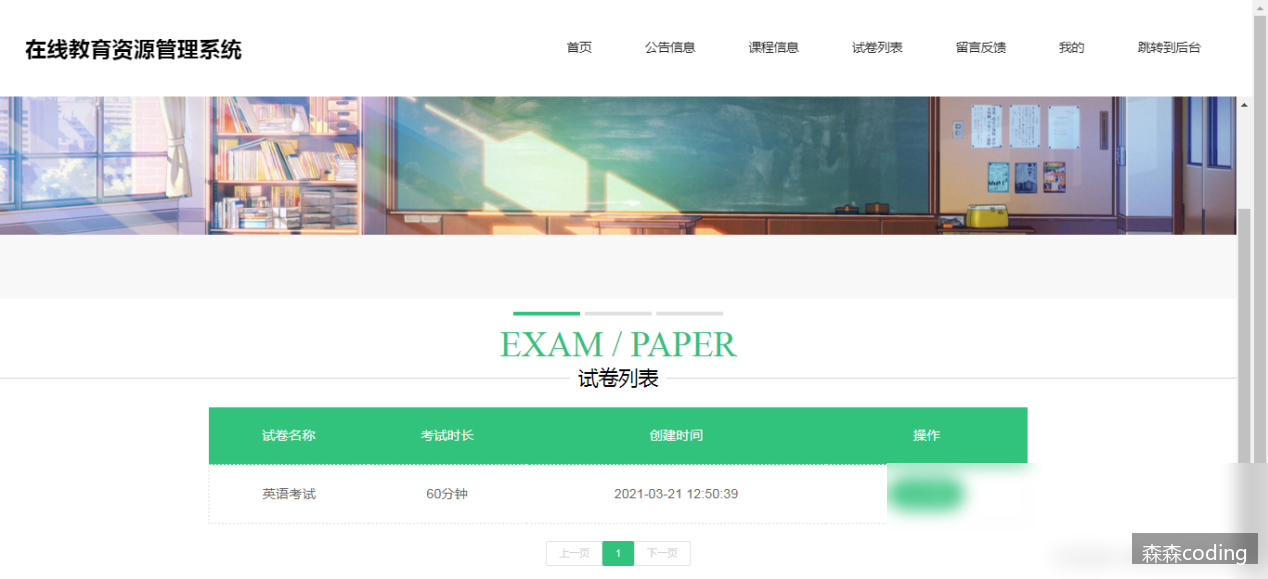 在线教育资源管理系统
首页 公告信息 课程信息 试卷列表 留言反馈 我的 跳转到后台
EXAM / PAPER
试卷列表
试卷名称 考试时长 创建时间 操作
英语考试 60分钟 2021-03-21 12:50:39
上一页 1 下一页
森森coding